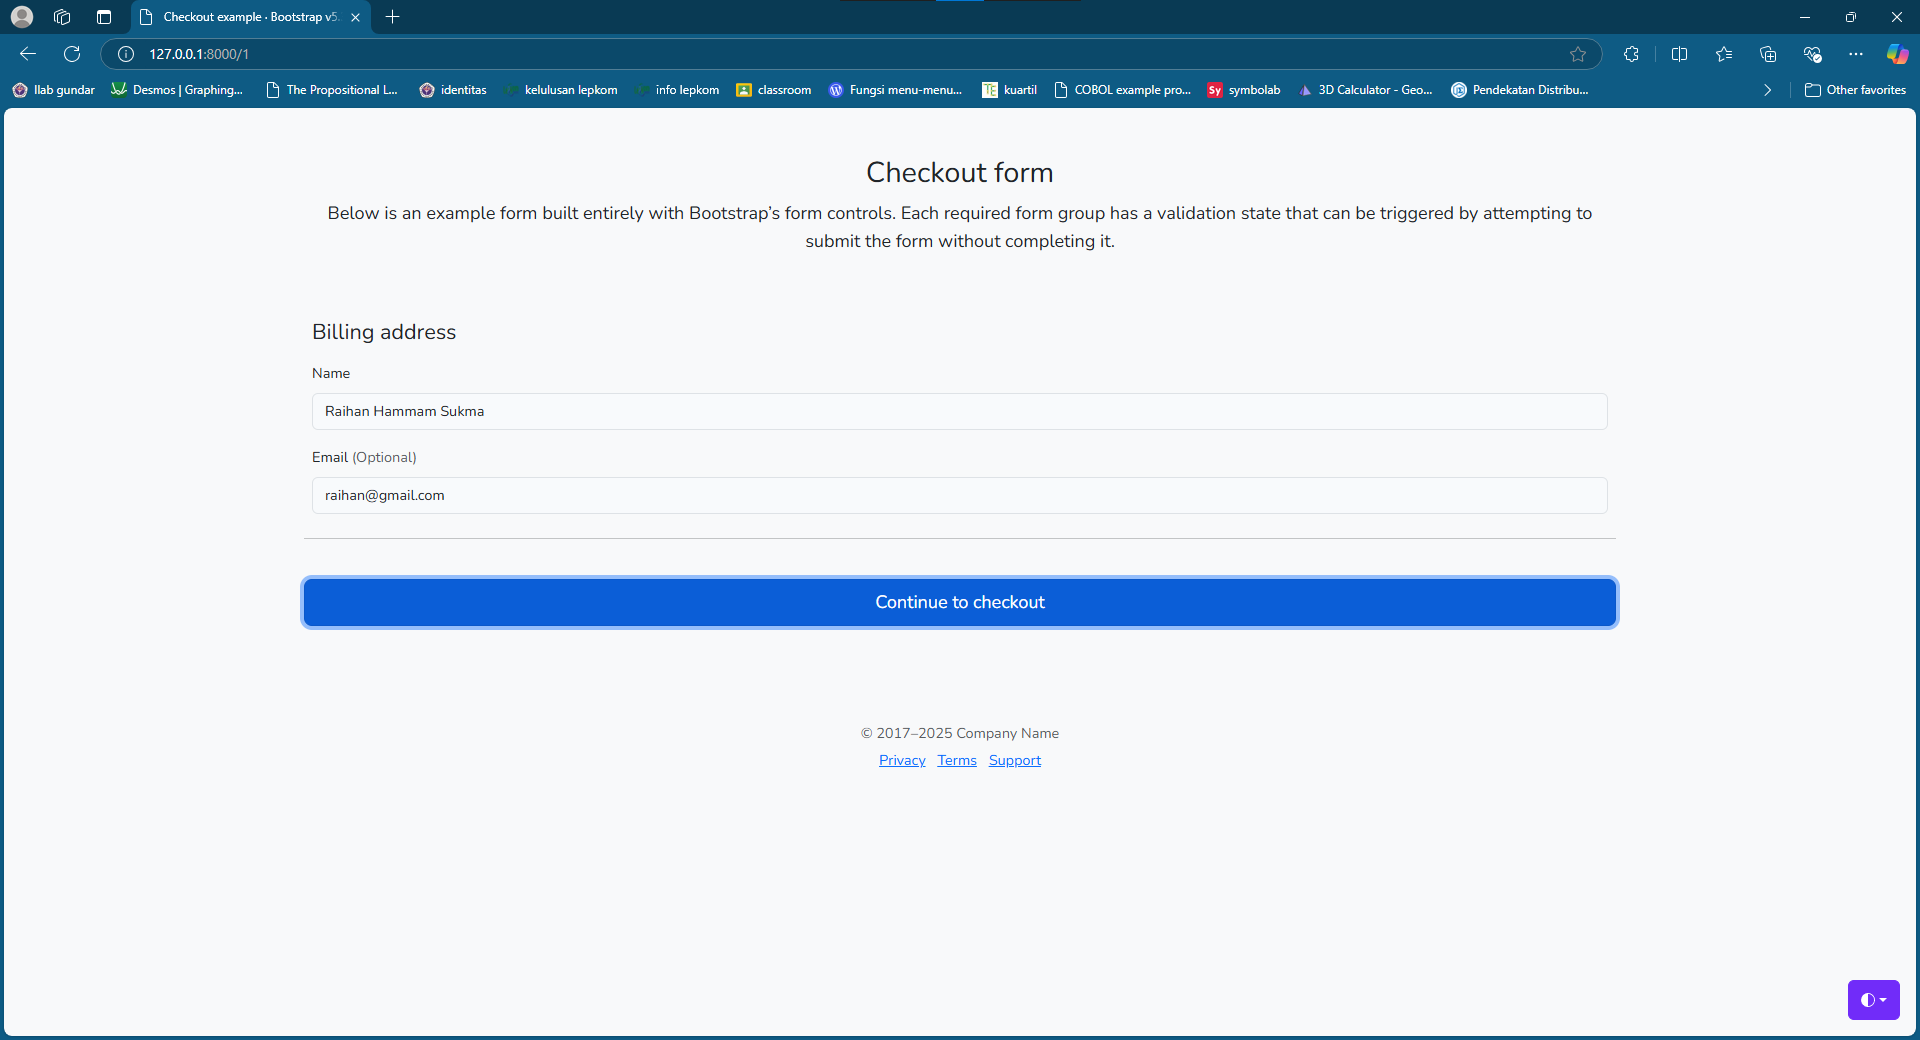 Checkout example · Bootstrap v5.
127.0.0.1:8000/1
Ilab gundar
Desmos | Graphing...
The Propositional L...
identitas
kelulusan lepkom
info lepkom
classroom
Fungsi menu-menu...
TE
kuartil
COBOL example pro...
Sy
symbolab
3D Calculator - Geo...
Pendekatan Distribu...
Other favorites
Checkout form
Below is an example form built entirely with Bootstrap’s form controls. Each required form group has a validation state that can be triggered by attempting to
submit the form without completing it.
Billing address
Name
Raihan Hammam Sukma
Email (Optional)
raihan@gmail.com
Continue to checkout
© 2017–2025 Company Name
Privacy Terms Support